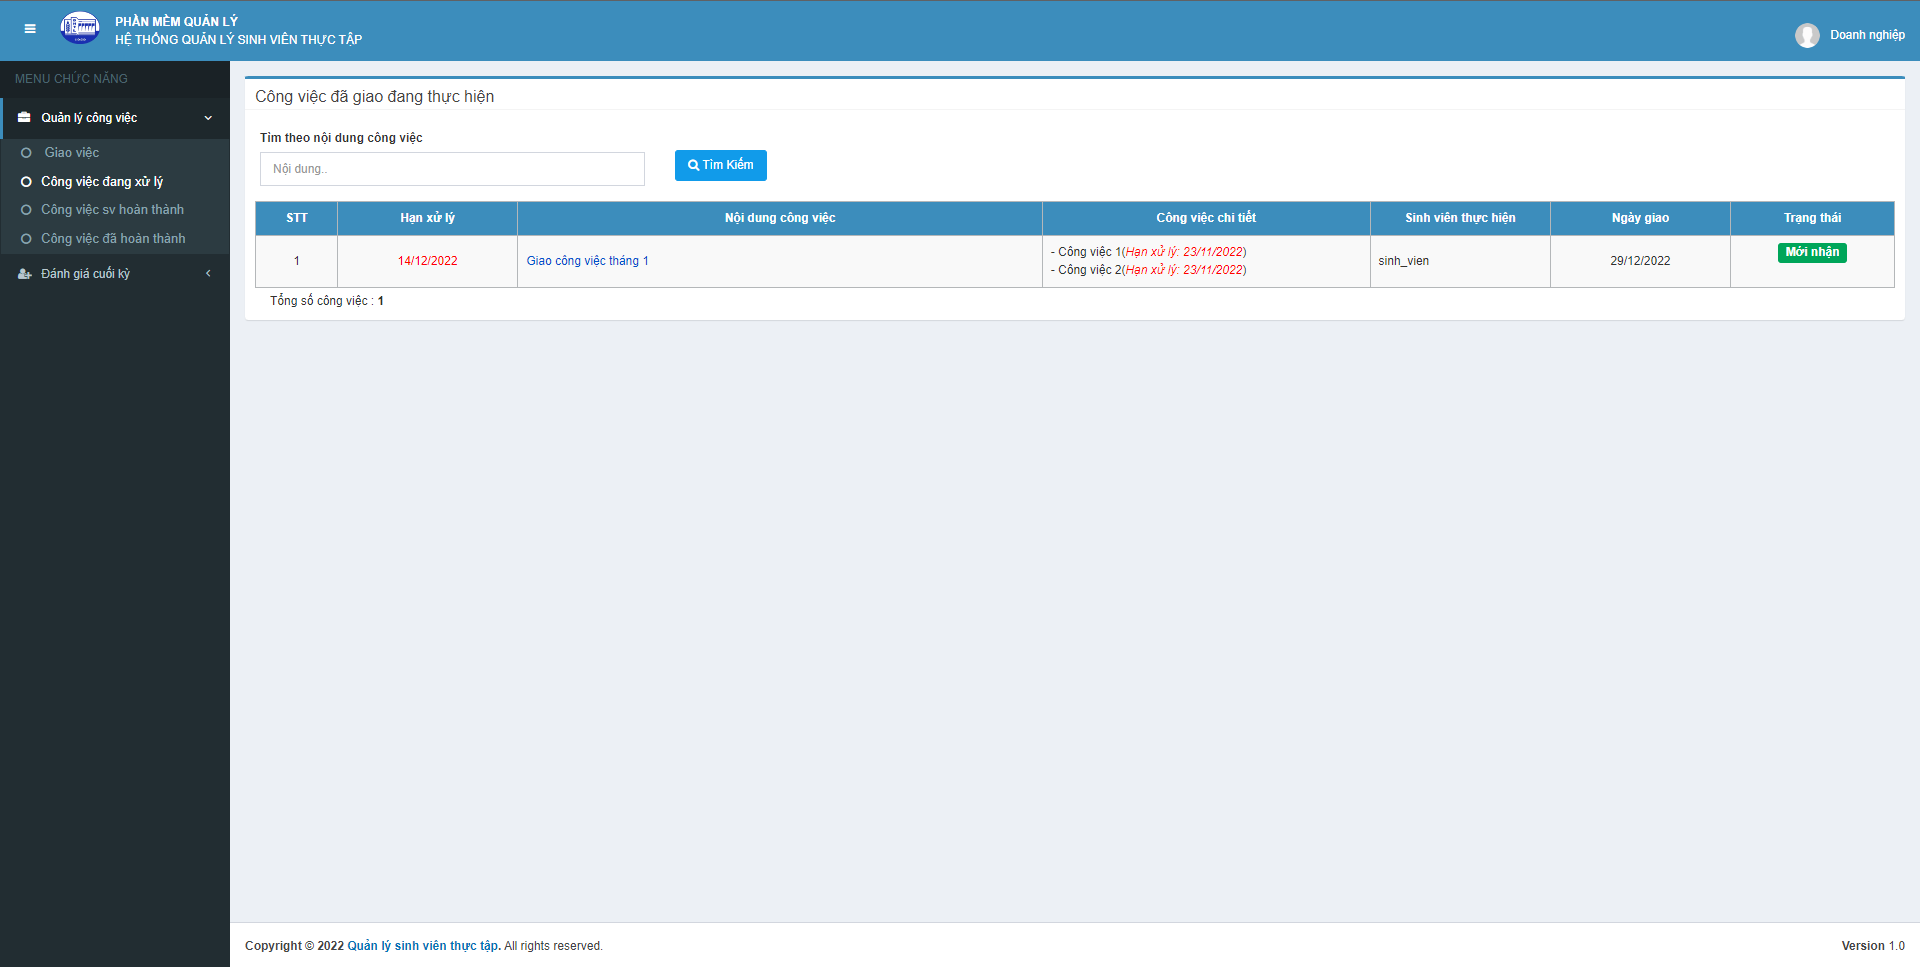 PHẦN MỀM QUẢN LÝ
HỆ THỐNG QUẢN LÝ SINH VIÊN THỰC TẬP
Doanh nghiệp
MENU CHỨC NĂNG
Quản lý công việc
Giao việc
Công việc đang xử lý
Công việc sv hoàn thành
Công việc đã hoàn thành
Đánh giá cuối kỳ
Công việc đã giao đang thực hiện
Tìm theo nội dung công việc
Nội dung..
Tìm Kiếm
STT Hạn xử lý Nội dung công việc Công việc chi tiết Sinh viên thực hiện Ngày giao Trạng thái
1 14/12/2022 Giao công việc tháng 1 - Công việc 1(Hạn xử lý: 23/11/2022) sinh_vien 29/12/2022 Mới nhận
- Công việc 2(Hạn xử lý: 23/11/2022)
Tổng số công việc : 1
Copyright © 2022 Quản lý sinh viên thực tập. All rights reserved.
Version 1.0